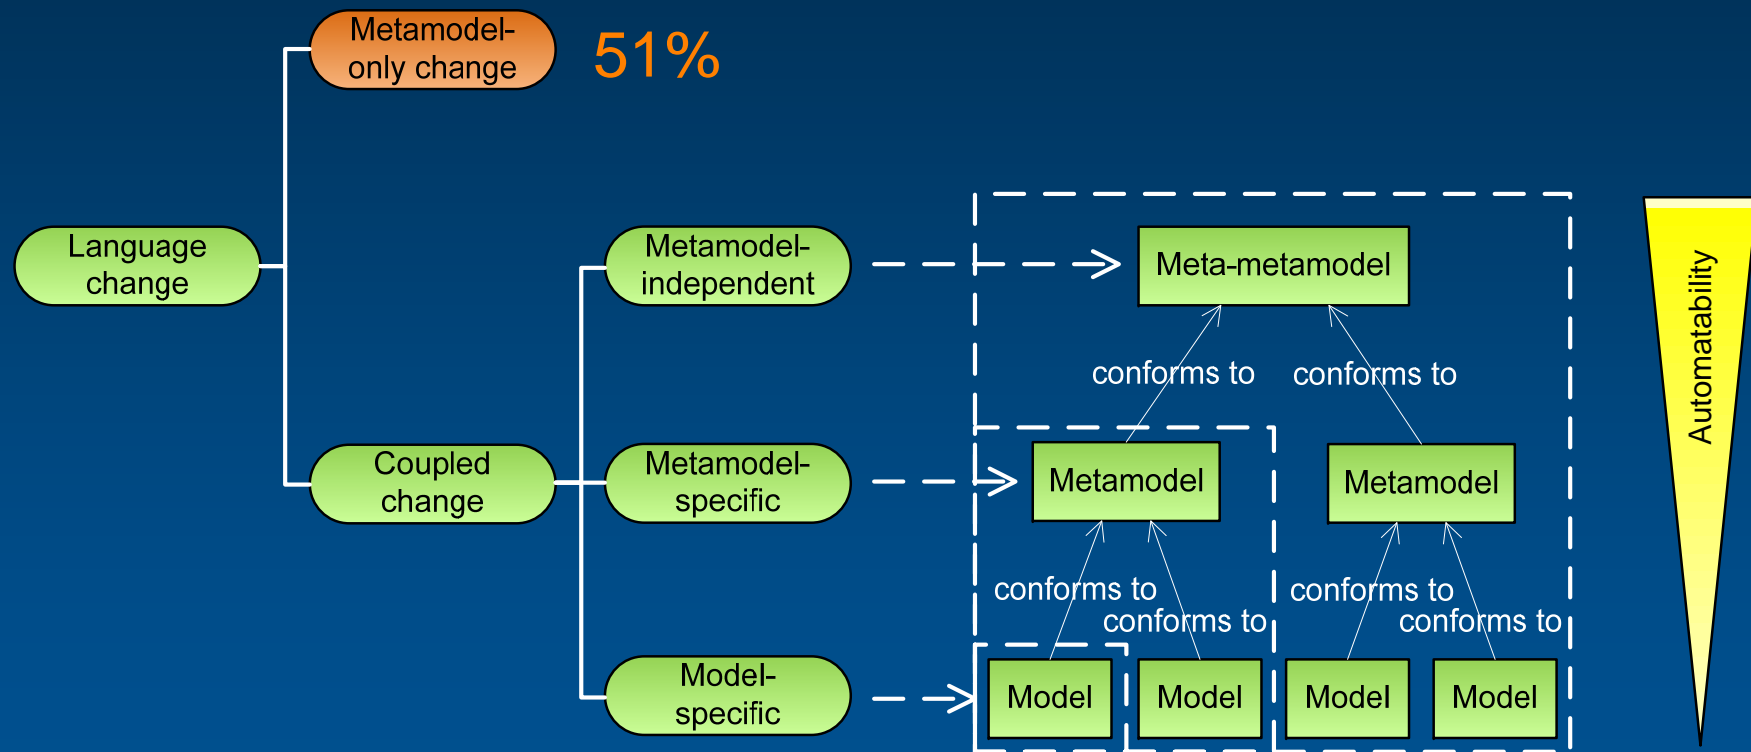 Metamodel-
only change
51%
Language
change
Metamodel-
independent
Meta-metamodel
Automatability
conforms to
conforms to
Coupled
change
Metamodel-
specific
Metamodel
Metamodel
conforms to
conforms to
conforms to
conforms to
Model-
specific
Model
Model
Model
Model